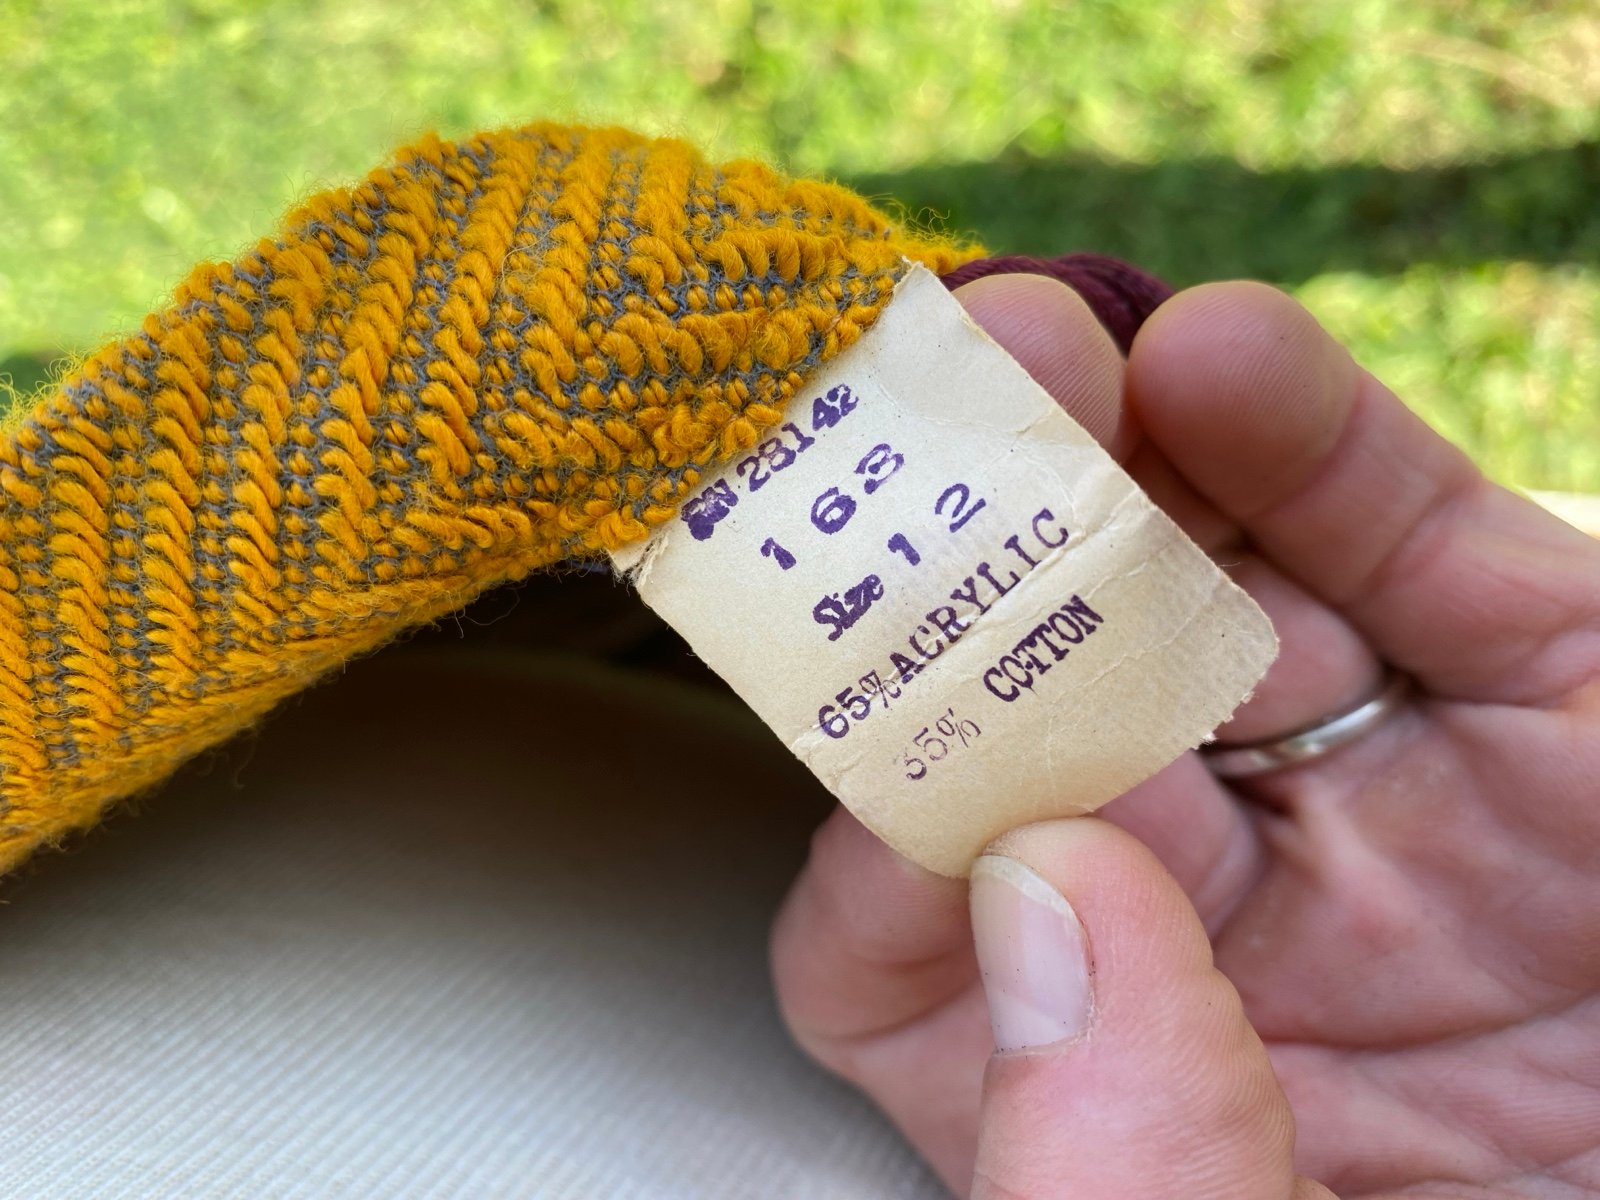 RN 28142
163
Size 12
65% ACRYLIC
35% COTTON